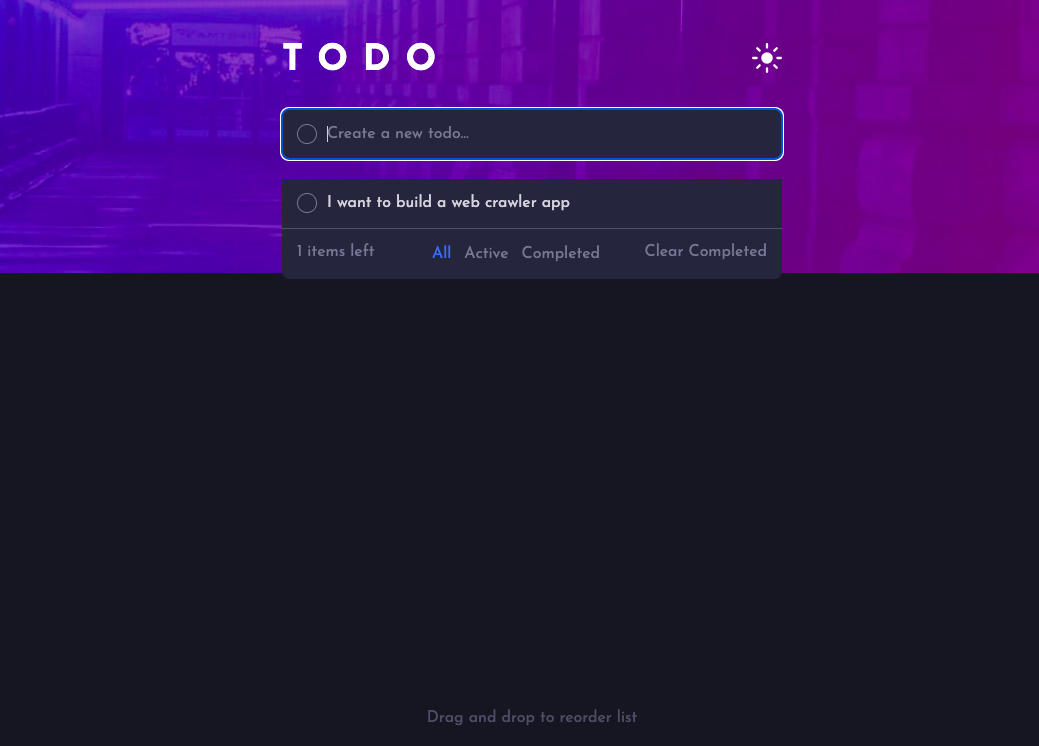 TODO
Create a new todo...
I want to build a web crawler app
1 items left All Active Completed Clear Completed
Drag and drop to reorder list